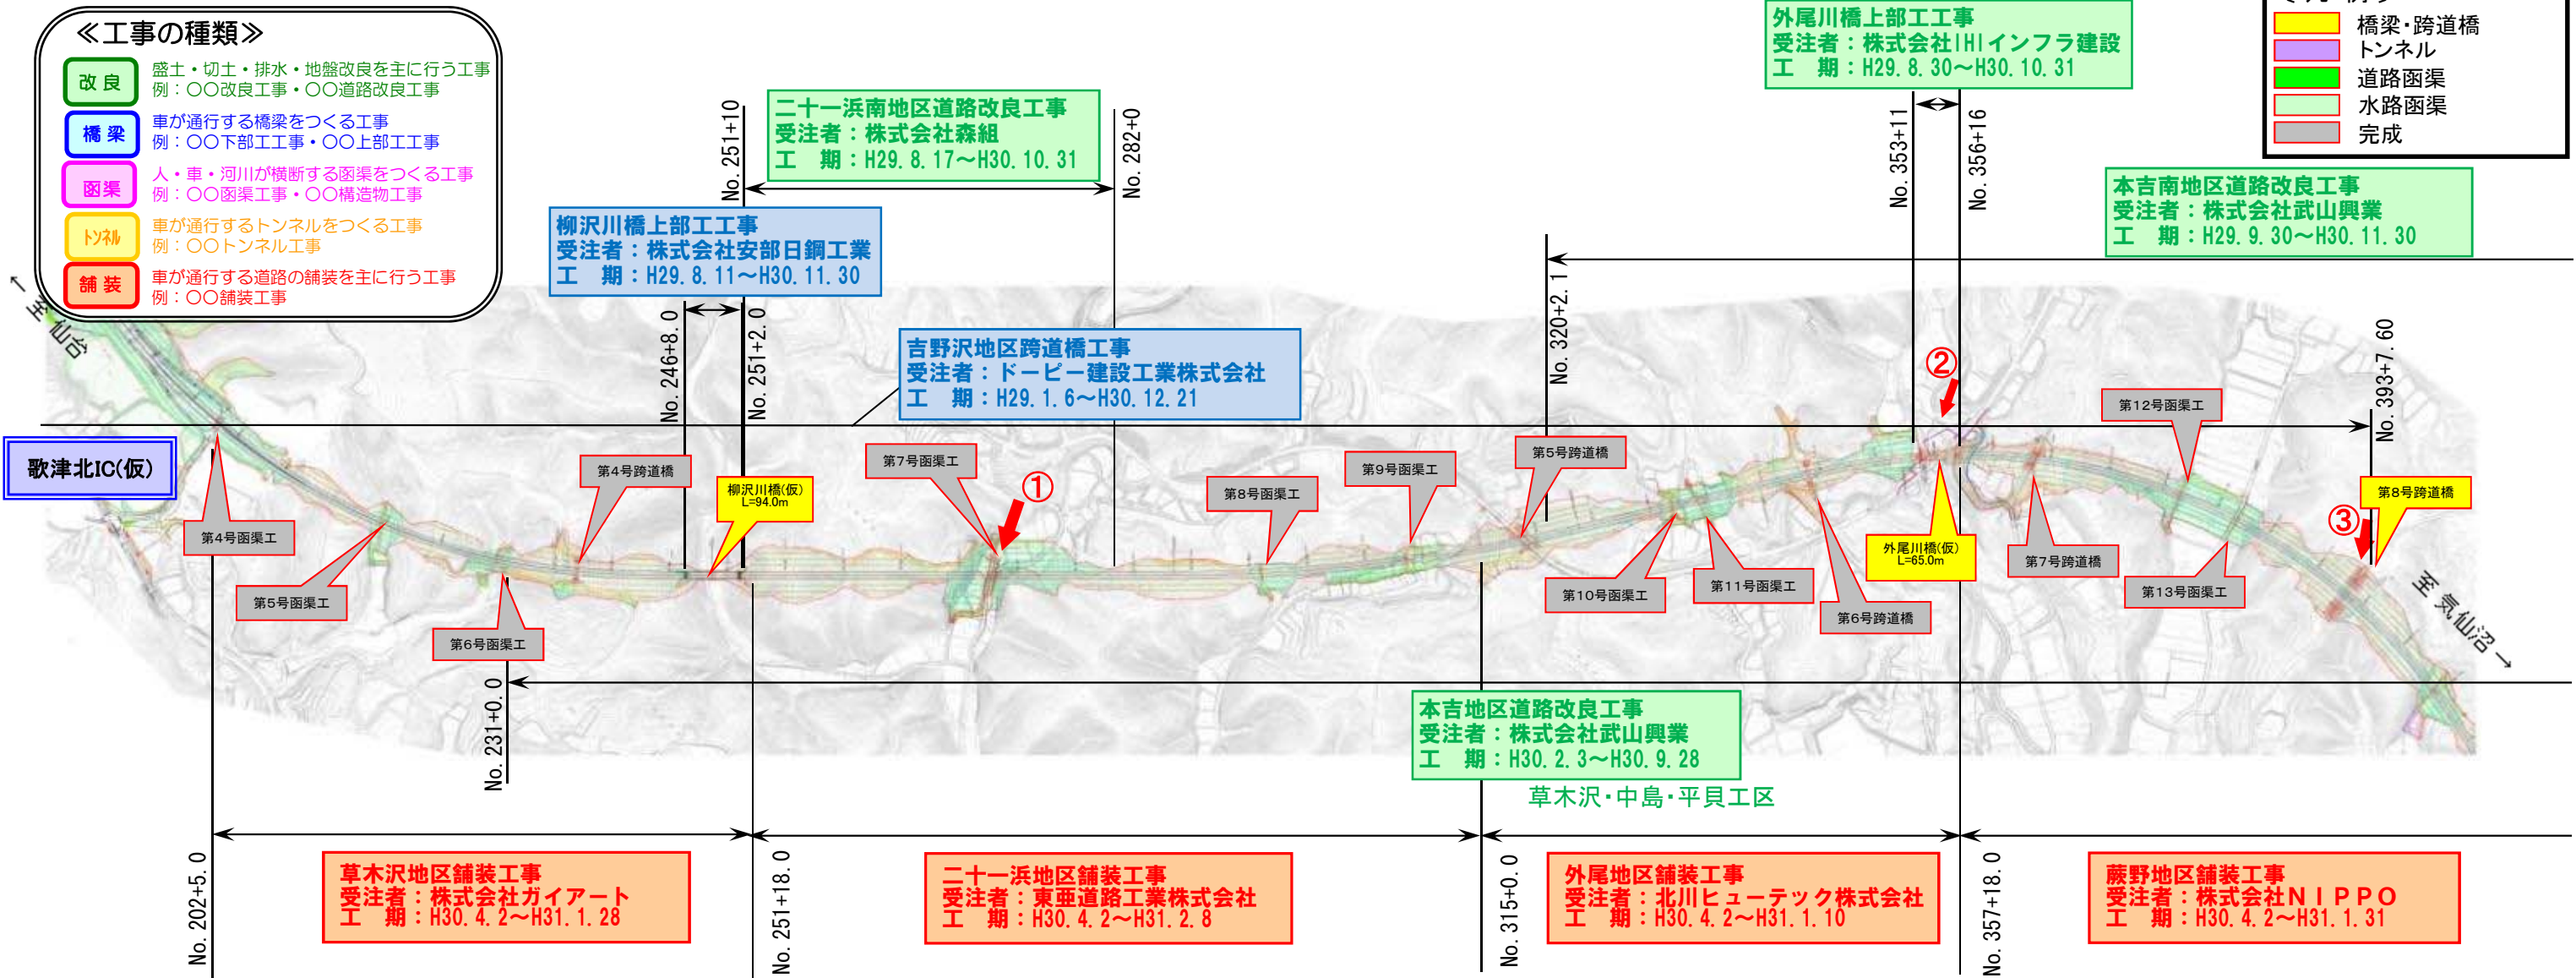 ≪工事の種類≫
改良
盛土・切土・排水・地盤改良を主に行う工事
例：〇〇改良工事・〇〇道路改良工事
橋梁
車が通行する橋梁をつくる工事
例：〇〇下部工工事・〇〇上部工工事
函渠
人・車・河川が横断する函渠をつくる工事
例：〇〇函渠工事・〇〇構造物工事
トンネル
車が通行するトンネルをつくる工事
例：〇〇トンネル工事
舗装
車が通行する道路の舗装を主に行う工事
例：〇〇舗装工事
橋梁・跨道橋
トンネル
道路函渠
水路函渠
完成
外尾川橋上部工工事
受注者：株式会社IHIインフラ建設
工　期：H29.8.30～H30.10.31
二十一浜南地区道路改良工事
受注者：株式会社森組
工　期：H29.8.17～H30.10.31
本吉南地区道路改良工事
受注者：株式会社武山興業
工　期：H29.9.30～H30.11.30
柳沢川橋上部工工事
受注者：株式会社安部日鋼工業
工　期：H29.8.11～H30.11.30
吉野沢地区跨道橋工事
受注者：ドーピー建設工業株式会社
工　期：H29.1.6～H30.12.21
No.251+10
No.282+0
No.353+11
No.356+16
No.246+8.0
No.251+2.0
No.320+2.1
No.393+7.60
←至 仙台
歌津北IC(仮)
第4号函渠工
第5号函渠工
第6号函渠工
第4号跨道橋
柳沢川橋(仮)
L=94.0m
第7号函渠工
①
第8号函渠工
第9号函渠工
第5号跨道橋
第10号函渠工
第11号函渠工
第6号跨道橋
②
外尾川橋(仮)
L=65.0m
第7号跨道橋
第12号函渠工
第13号函渠工
③
第8号跨道橋
至 気仙沼→
No.231+0.0
本吉地区道路改良工事
受注者：株式会社武山興業
工　期：H30.2.3～H30.9.28
草木沢・中島・平貝工区
No.202+5.0
No.251+18.0
No.315+0.0
No.357+18.0
草木沢地区舗装工事
受注者：株式会社ガイアート
工　期：H30.4.2～H31.1.28
二十一浜地区舗装工事
受注者：東亜道路工業株式会社
工　期：H30.4.2～H31.2.8
外尾地区舗装工事
受注者：北川ヒューテック株式会社
工　期：H30.4.2～H31.1.10
蕨野地区舗装工事
受注者：株式会社ＮＩＰＰＯ
工　期：H30.4.2～H31.1.31